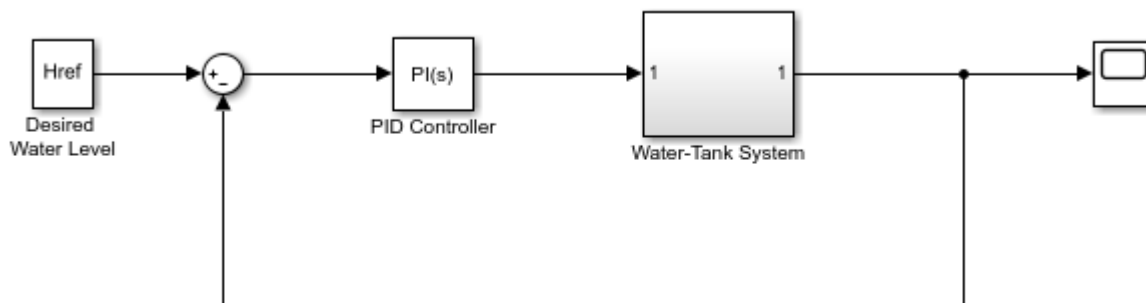 Href
Desired
Water Level
+
−
PI(s)
PID Controller
1
1
Water-Tank System